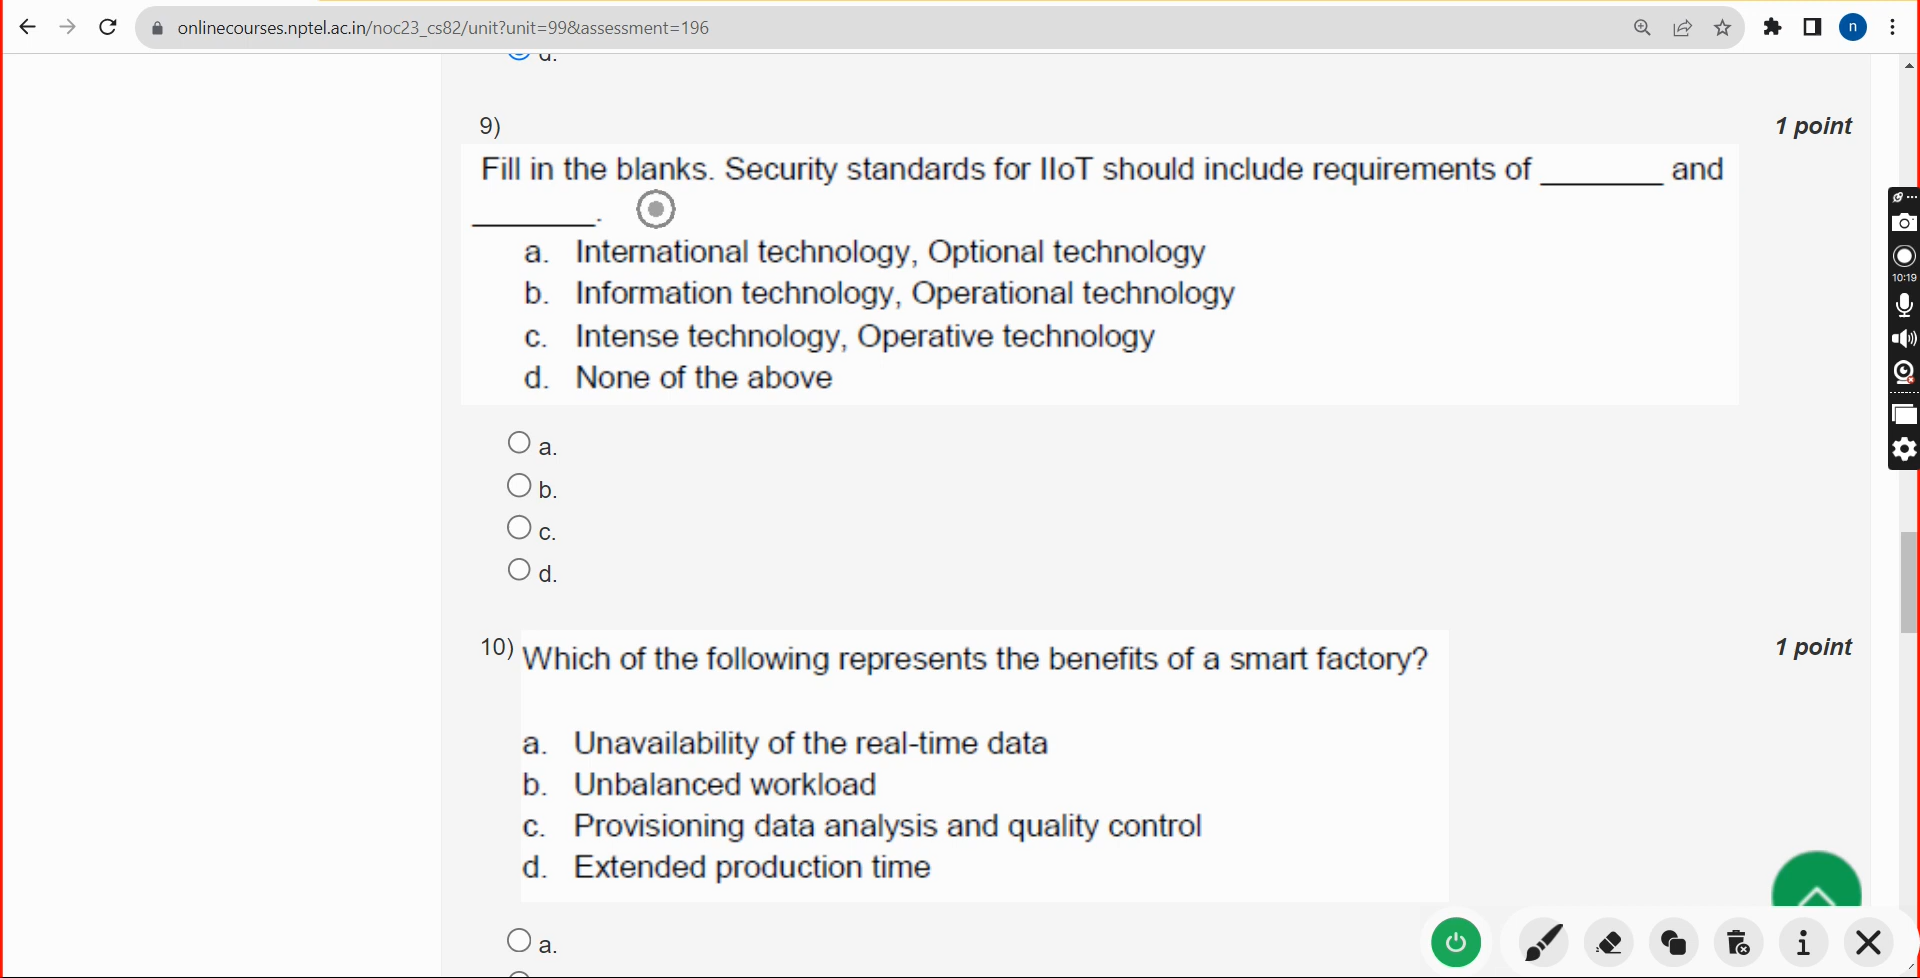 onlinecourses.nptel.ac.in/noc23_cs82/unit?unit=99&assessment=196
n
d.
9)
1 point
Fill in the blanks. Security standards for IIoT should include requirements of ________ and
________.
a. International technology, Optional technology
b. Information technology, Operational technology
c. Intense technology, Operative technology
d. None of the above
a.
b.
c.
d.
10)
1 point
Which of the following represents the benefits of a smart factory?
a. Unavailability of the real-time data
b. Unbalanced workload
c. Provisioning data analysis and quality control
d. Extended production time
a.
10:19